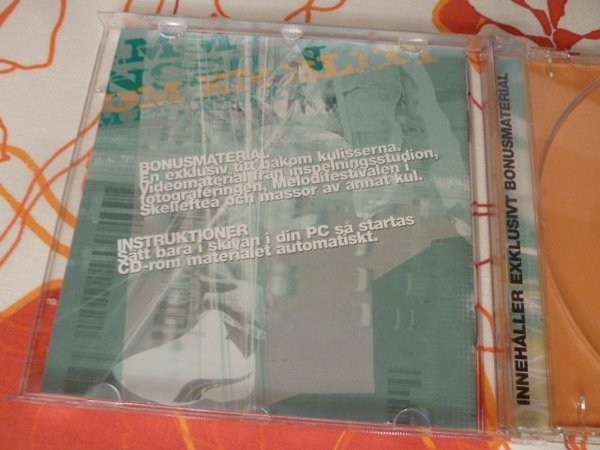 BONUSMATERIAL
En exklusiv titt bakom kulisserna.
Videomaterial från inspelningsstudion,
fotograferingen, Melodifestivalen i
Skellefteå och massor av annat kul.
INSTRUKTIONER
Sätt bara i skivan i din PC så startas
CD-rom materialet automatiskt.
INNEHÅLLER EXKLUSIVT BONUSMATERIAL